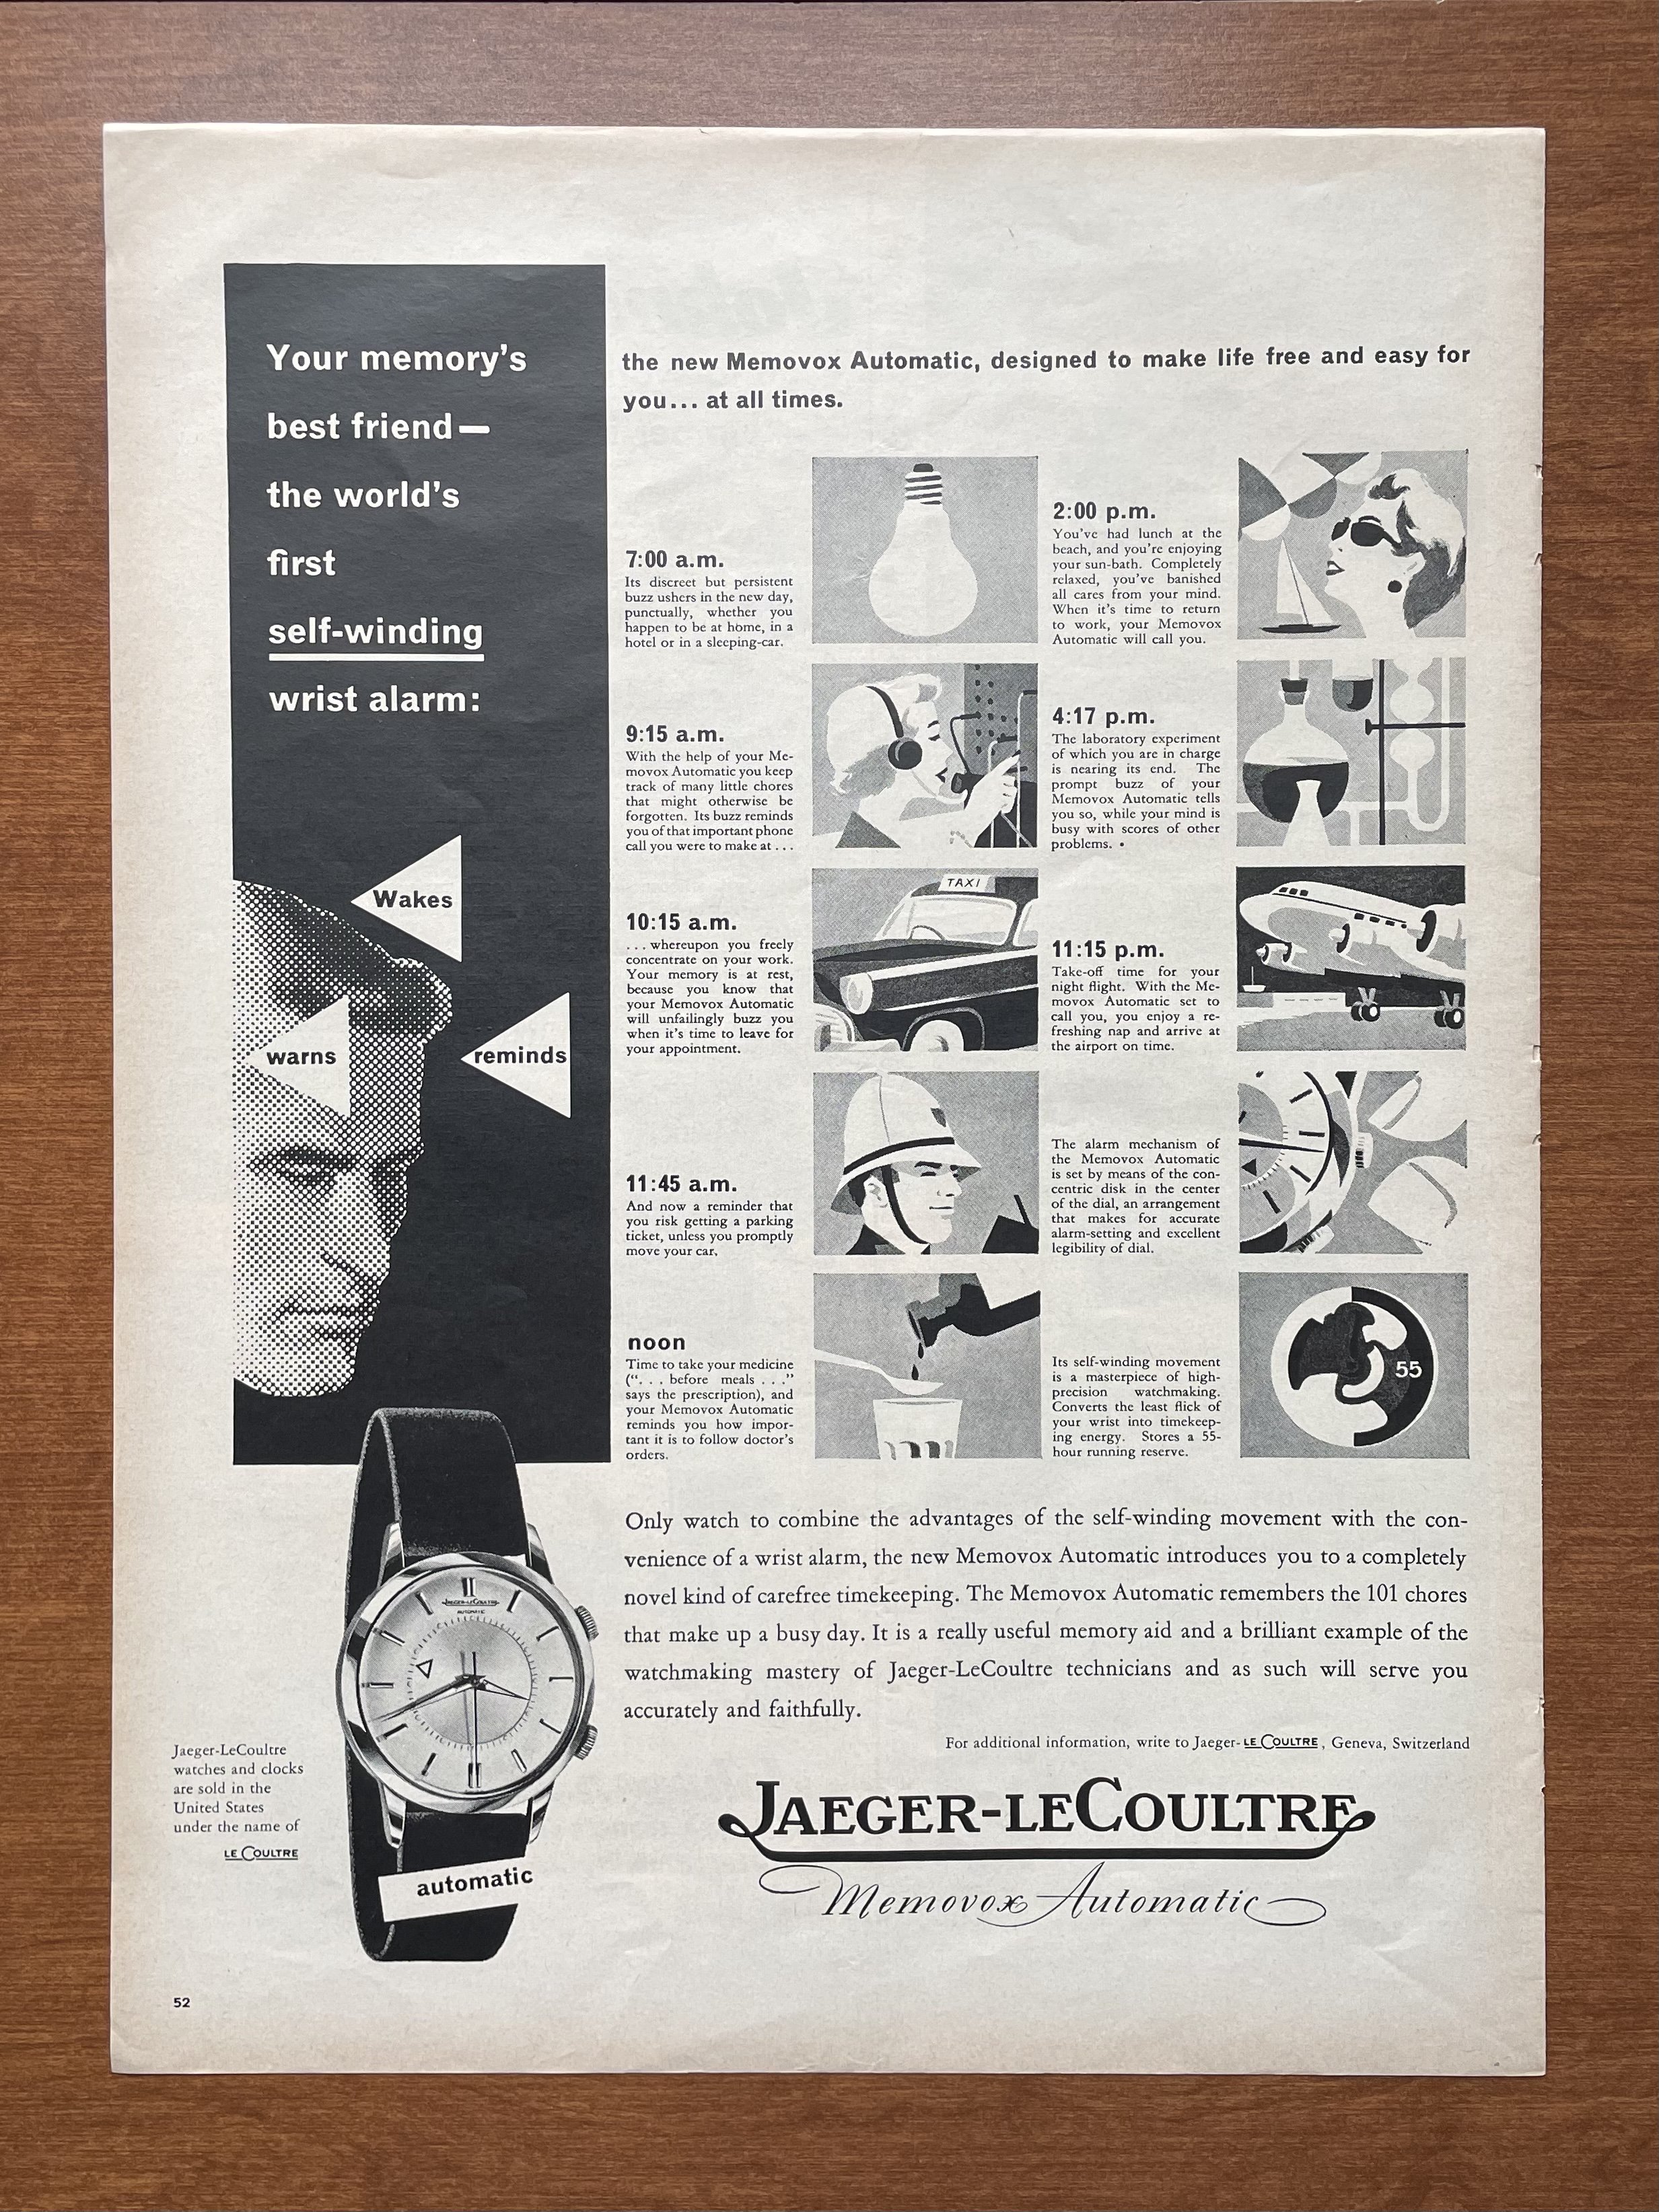 Your memory's
best friend—
the world's
first
self-winding
wrist alarm:
Wakes
warns
reminds
the new Memovox Automatic, designed to make life free and easy for
you... at all times.
7:00 a.m.
Its discreet but persistent
buzz ushers in the new day,
punctually, whether you
happen to be at home, in a
hotel or in a sleeping-car.
9:15 a.m.
With the help of your Me-
movox Automatic you keep
track of many little chores
that might otherwise be
forgotten. Its buzz reminds
you of that important phone
call you were to make at . . .
TAXI
10:15 a.m.
. . . whereupon you freely
concentrate on your work.
Your memory is at rest,
because you know that
your Memovox Automatic
will unfailingly buzz you
when it's time to leave for
your appointment.
11:45 a.m.
And now a reminder that
you risk getting a parking
ticket, unless you promptly
move your car.
noon
Time to take your medicine
(". . . before meals . . ."
says the prescription), and
your Memovox Automatic
reminds you how impor-
tant it is to follow doctor's
orders.
2:00 p.m.
You've had lunch at the
beach, and you're enjoying
your sun-bath. Completely
relaxed, you've banished
all cares from your mind.
When it's time to return
to work, your Memovox
Automatic will call you.
4:17 p.m.
The laboratory experiment
of which you are in charge
is nearing its end. The
prompt buzz of your
Memovox Automatic tells
you so, while your mind is
busy with scores of other
problems.
11:15 p.m.
Take-off time for your
night flight. With the Me-
movox Automatic set to
call you, you enjoy a re-
freshing nap and arrive at
the airport on time.
The alarm mechanism of
the Memovox Automatic
is set by means of the con-
centric disk in the center
of the dial, an arrangement
that makes for accurate
alarm-setting and excellent
legibility of dial.
Its self-winding movement
is a masterpiece of high-
precision watchmaking.
Converts the least flick of
your wrist into timekeep-
ing energy. Stores a 55-
hour running reserve.
55
Only watch to combine the advantages of the self-winding movement with the con-
venience of a wrist alarm, the new Memovox Automatic introduces you to a completely
novel kind of carefree timekeeping. The Memovox Automatic remembers the 101 chores
that make up a busy day. It is a really useful memory aid and a brilliant example of the
watchmaking mastery of Jaeger-LeCoultre technicians and as such will serve you
accurately and faithfully.
For additional information, write to Jaeger-LECOULTRE, Geneva, Switzerland
JAEGER-LECOULTRE
Memovox Automatic
JAEGER-LECOULTRE
AUTOMATIC
automatic
Jaeger-LeCoultre
watches and clocks
are sold in the
United States
under the name of
LECOULTRE
52